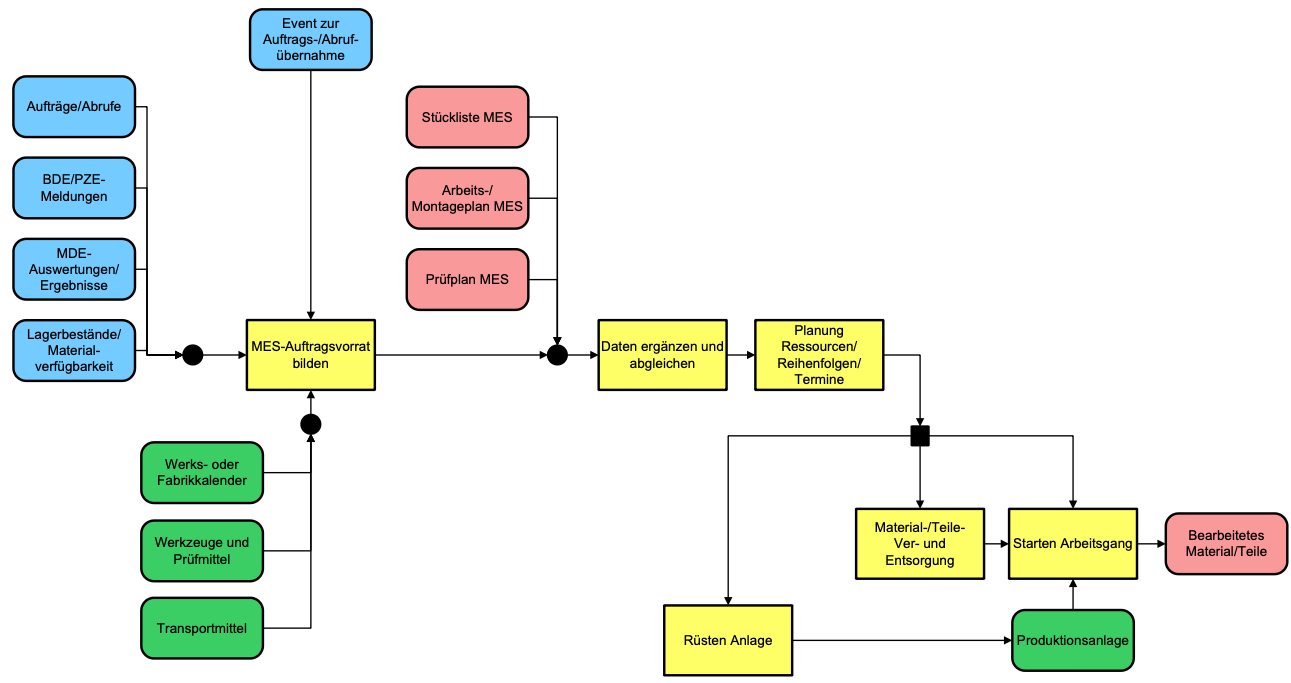 Event zur
Auftrags-/Abruf-
übernahme
Aufträge/Abrufe
BDE/PZE-
Meldungen
MDE-
Auswertungen/
Ergebnisse
Lagerbestände/
Material-
verfügbarkeit
Stückliste MES
Arbeits-/
Montageplan MES
Prüfplan MES
MES-Auftragsvorrat
bilden
Daten ergänzen und
abgleichen
Planung
Ressourcen/
Reihenfolgen/
Termine
Werks- oder
Fabrikkalender
Werkzeuge und
Prüfmittel
Transportmittel
Material-/Teile-
Ver- und
Entsorgung
Starten Arbeitsgang
Bearbeitetes
Material/Teile
Rüsten Anlage
Produktionsanlage